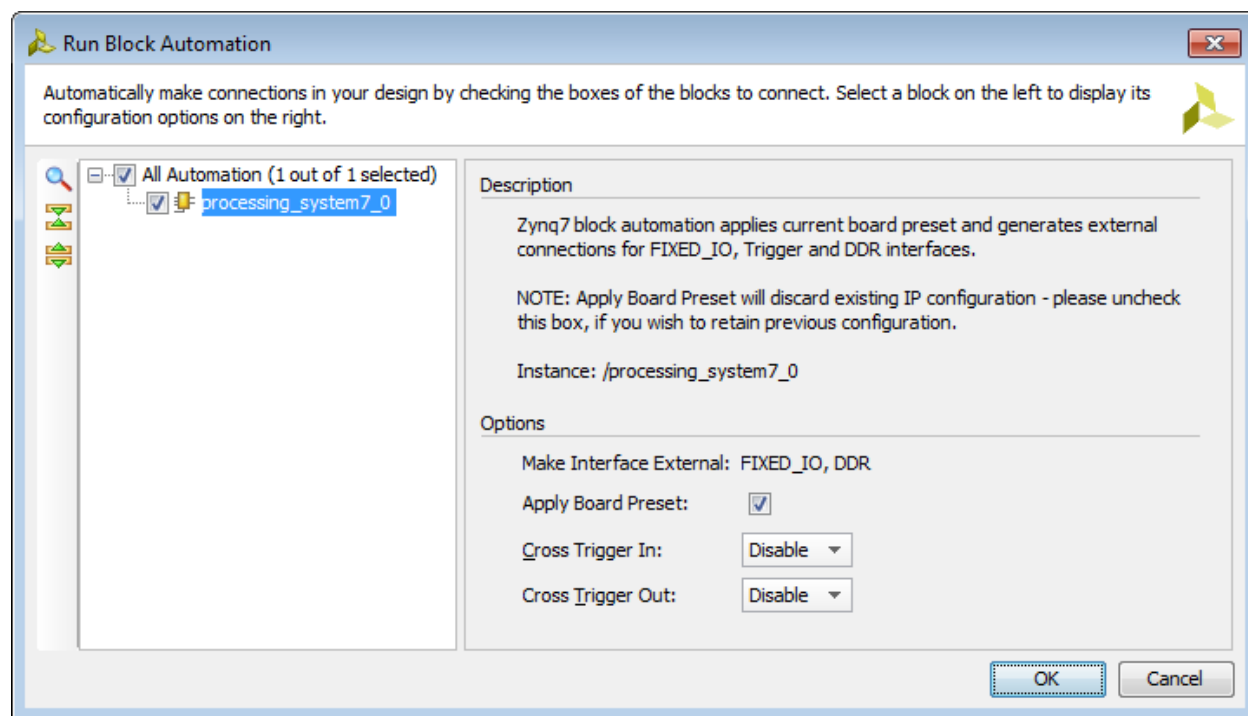 Run Block Automation
Automatically make connections in your design by checking the boxes of the blocks to connect. Select a block on the left to display its
configuration options on the right.
All Automation (1 out of 1 selected)
processing_system7_0
Description
Zynq7 block automation applies current board preset and generates external
connections for FIXED_IO, Trigger and DDR interfaces.
NOTE: Apply Board Preset will discard existing IP configuration - please uncheck
this box, if you wish to retain previous configuration.
Instance: /processing_system7_0
Options
Make Interface External: FIXED_IO, DDR
Apply Board Preset:
Cross Trigger In: Disable
Cross Trigger Out: Disable
OK Cancel